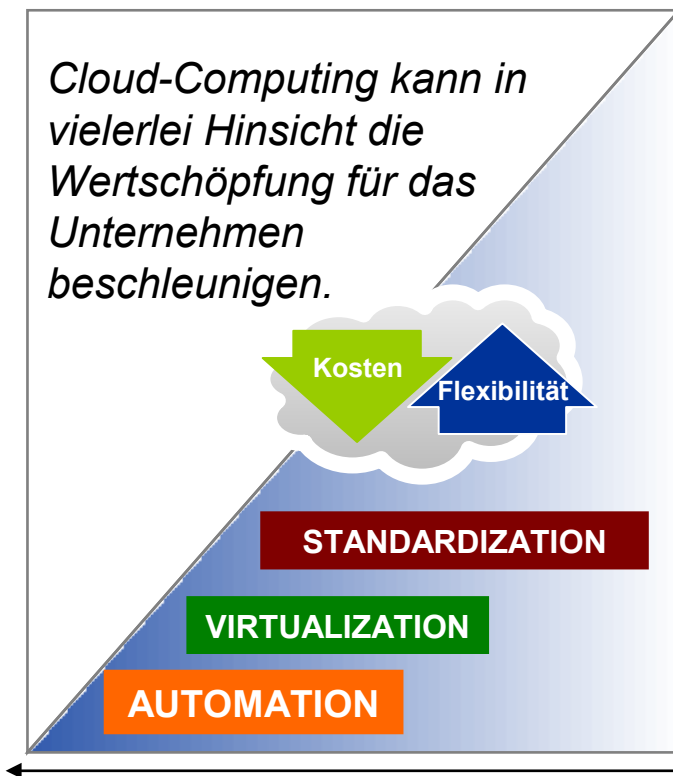 Cloud-Computing kann in
vielerlei Hinsicht die
Wertschöpfung für das
Unternehmen
beschleunigen.
Kosten
Flexibilität
STANDARDIZATION
VIRTUALIZATION
AUTOMATION